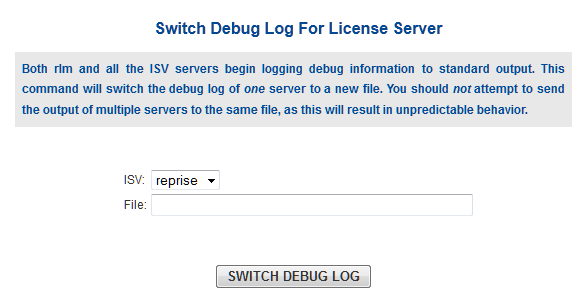 Switch Debug Log For License Server
Both rlm and all the ISV servers begin logging debug information to standard output. This
command will switch the debug log of one server to a new file. You should not attempt to send
the output of multiple servers to the same file, as this will result in unpredictable behavior.
ISV: reprise
File:
SWITCH DEBUG LOG